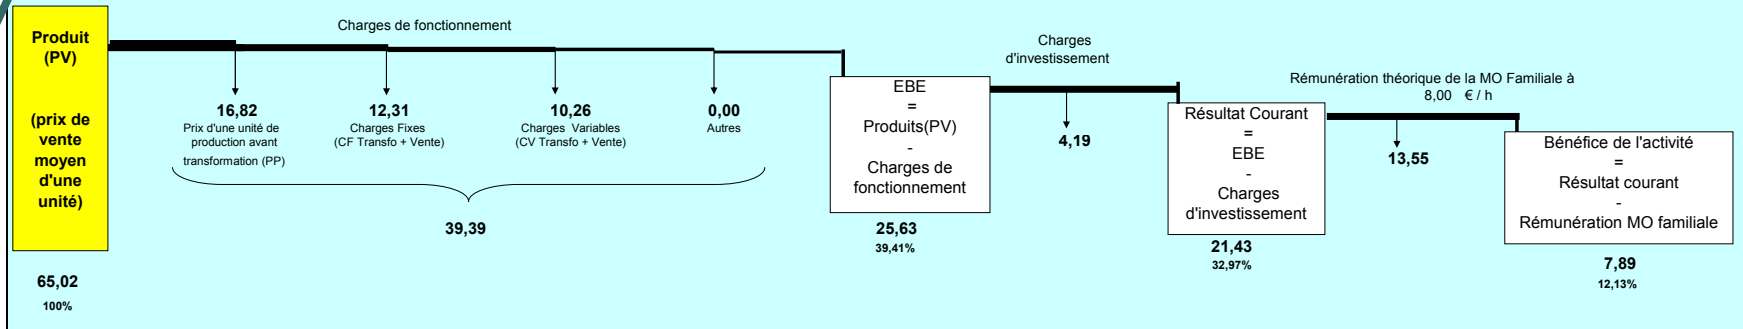 Produit
(PV)
(prix de
vente
moyen
d'une
unité)
65,02
100%
Charges de fonctionnement
16,82
Prix d'une unité de
production avant
transformation (PP)
12,31
Charges Fixes
(CF Transfo + Vente)
10,26
Charges Variables
(CV Transfo + Vente)
0,00
Autres
39,39
EBE
=
Produits(PV)
-
Charges de
fonctionnement
25,63
39,41%
Charges
d'investissement
4,19
Résultat Courant
=
EBE
-
Charges
d'investissement
21,43
32,97%
Rémunération théorique de la MO Familiale à
8,00 € / h
13,55
Bénéfice de l'activité
=
Résultat courant
-
Rémunération MO familiale
7,89
12,13%